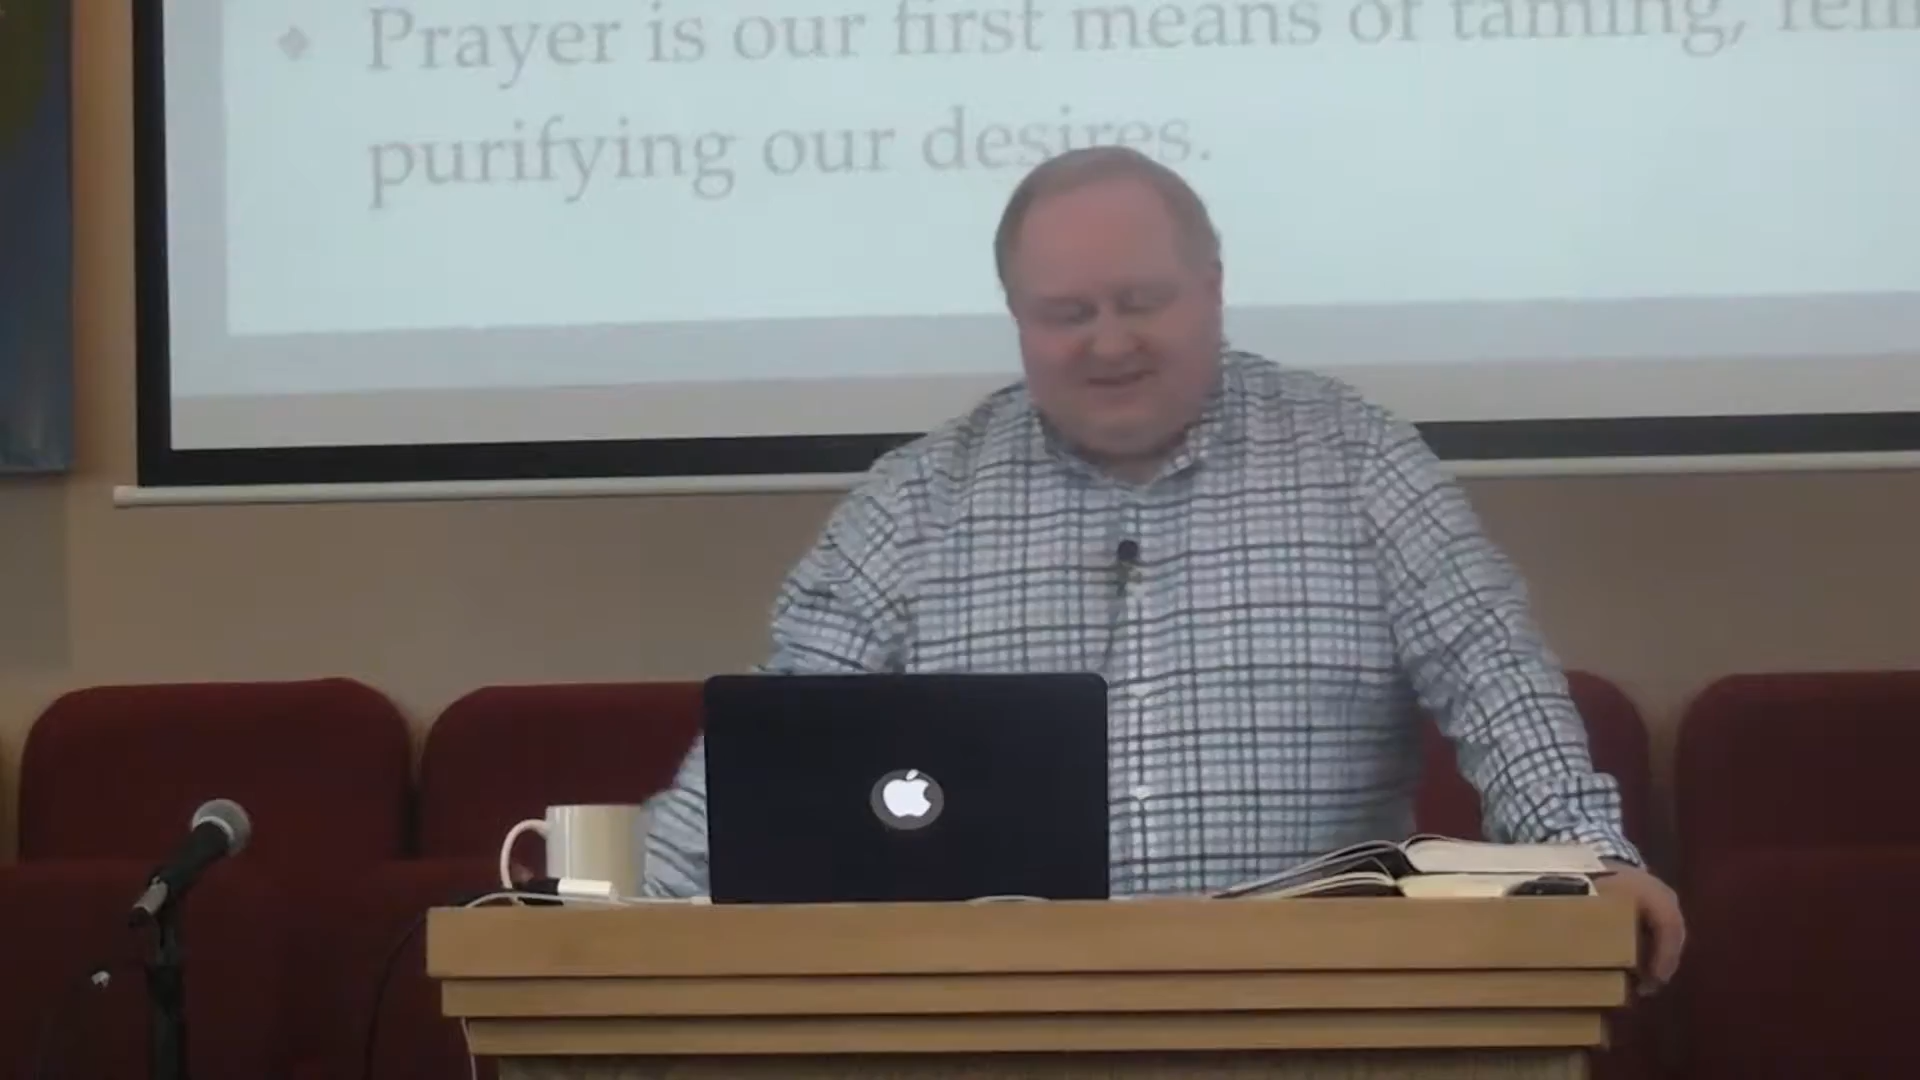 Prayer is our first means of taming,
purifying our desires.